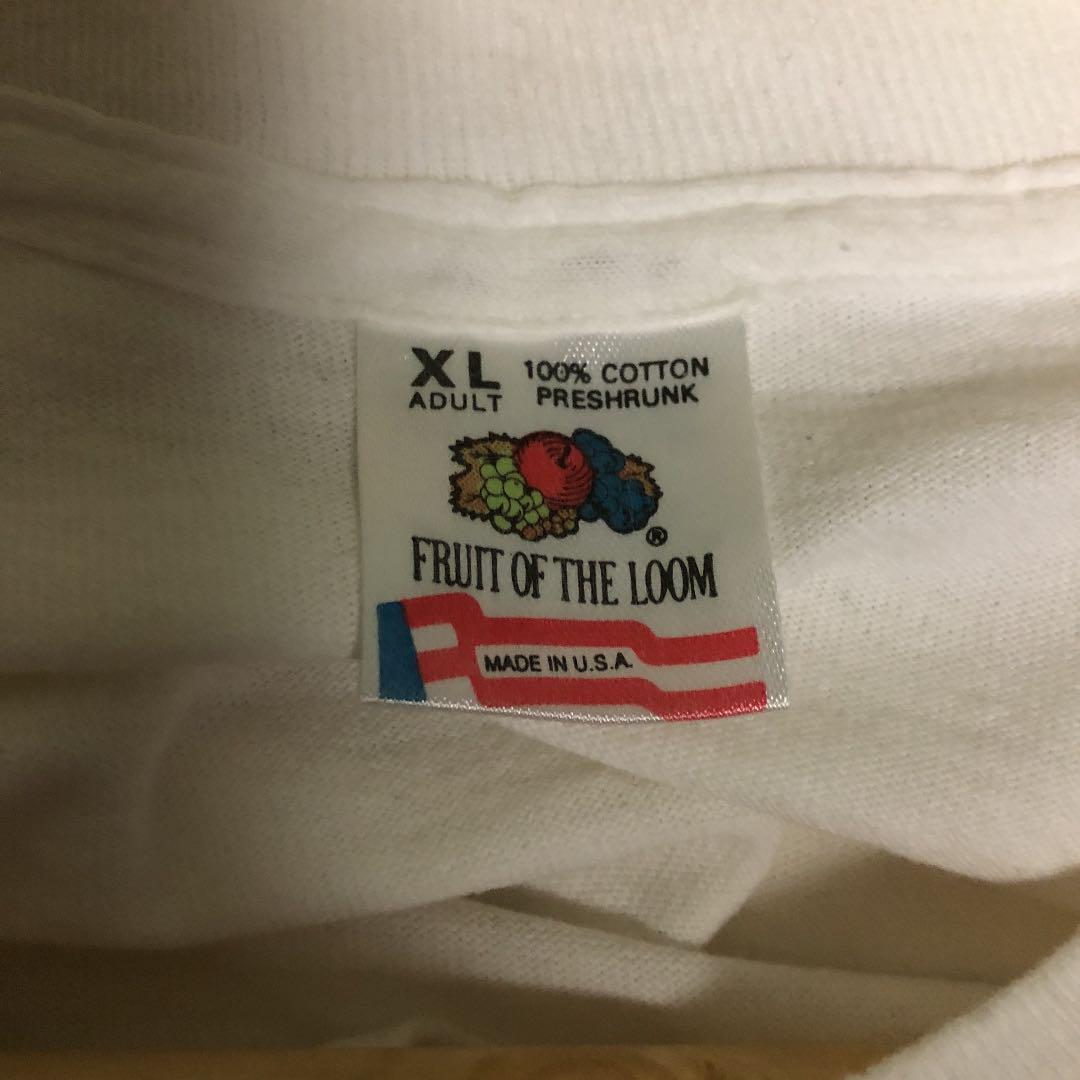 XL 100% COTTON
ADULT PRESHRUNK
®
FRUIT OF THE LOOM
MADE IN U.S.A.